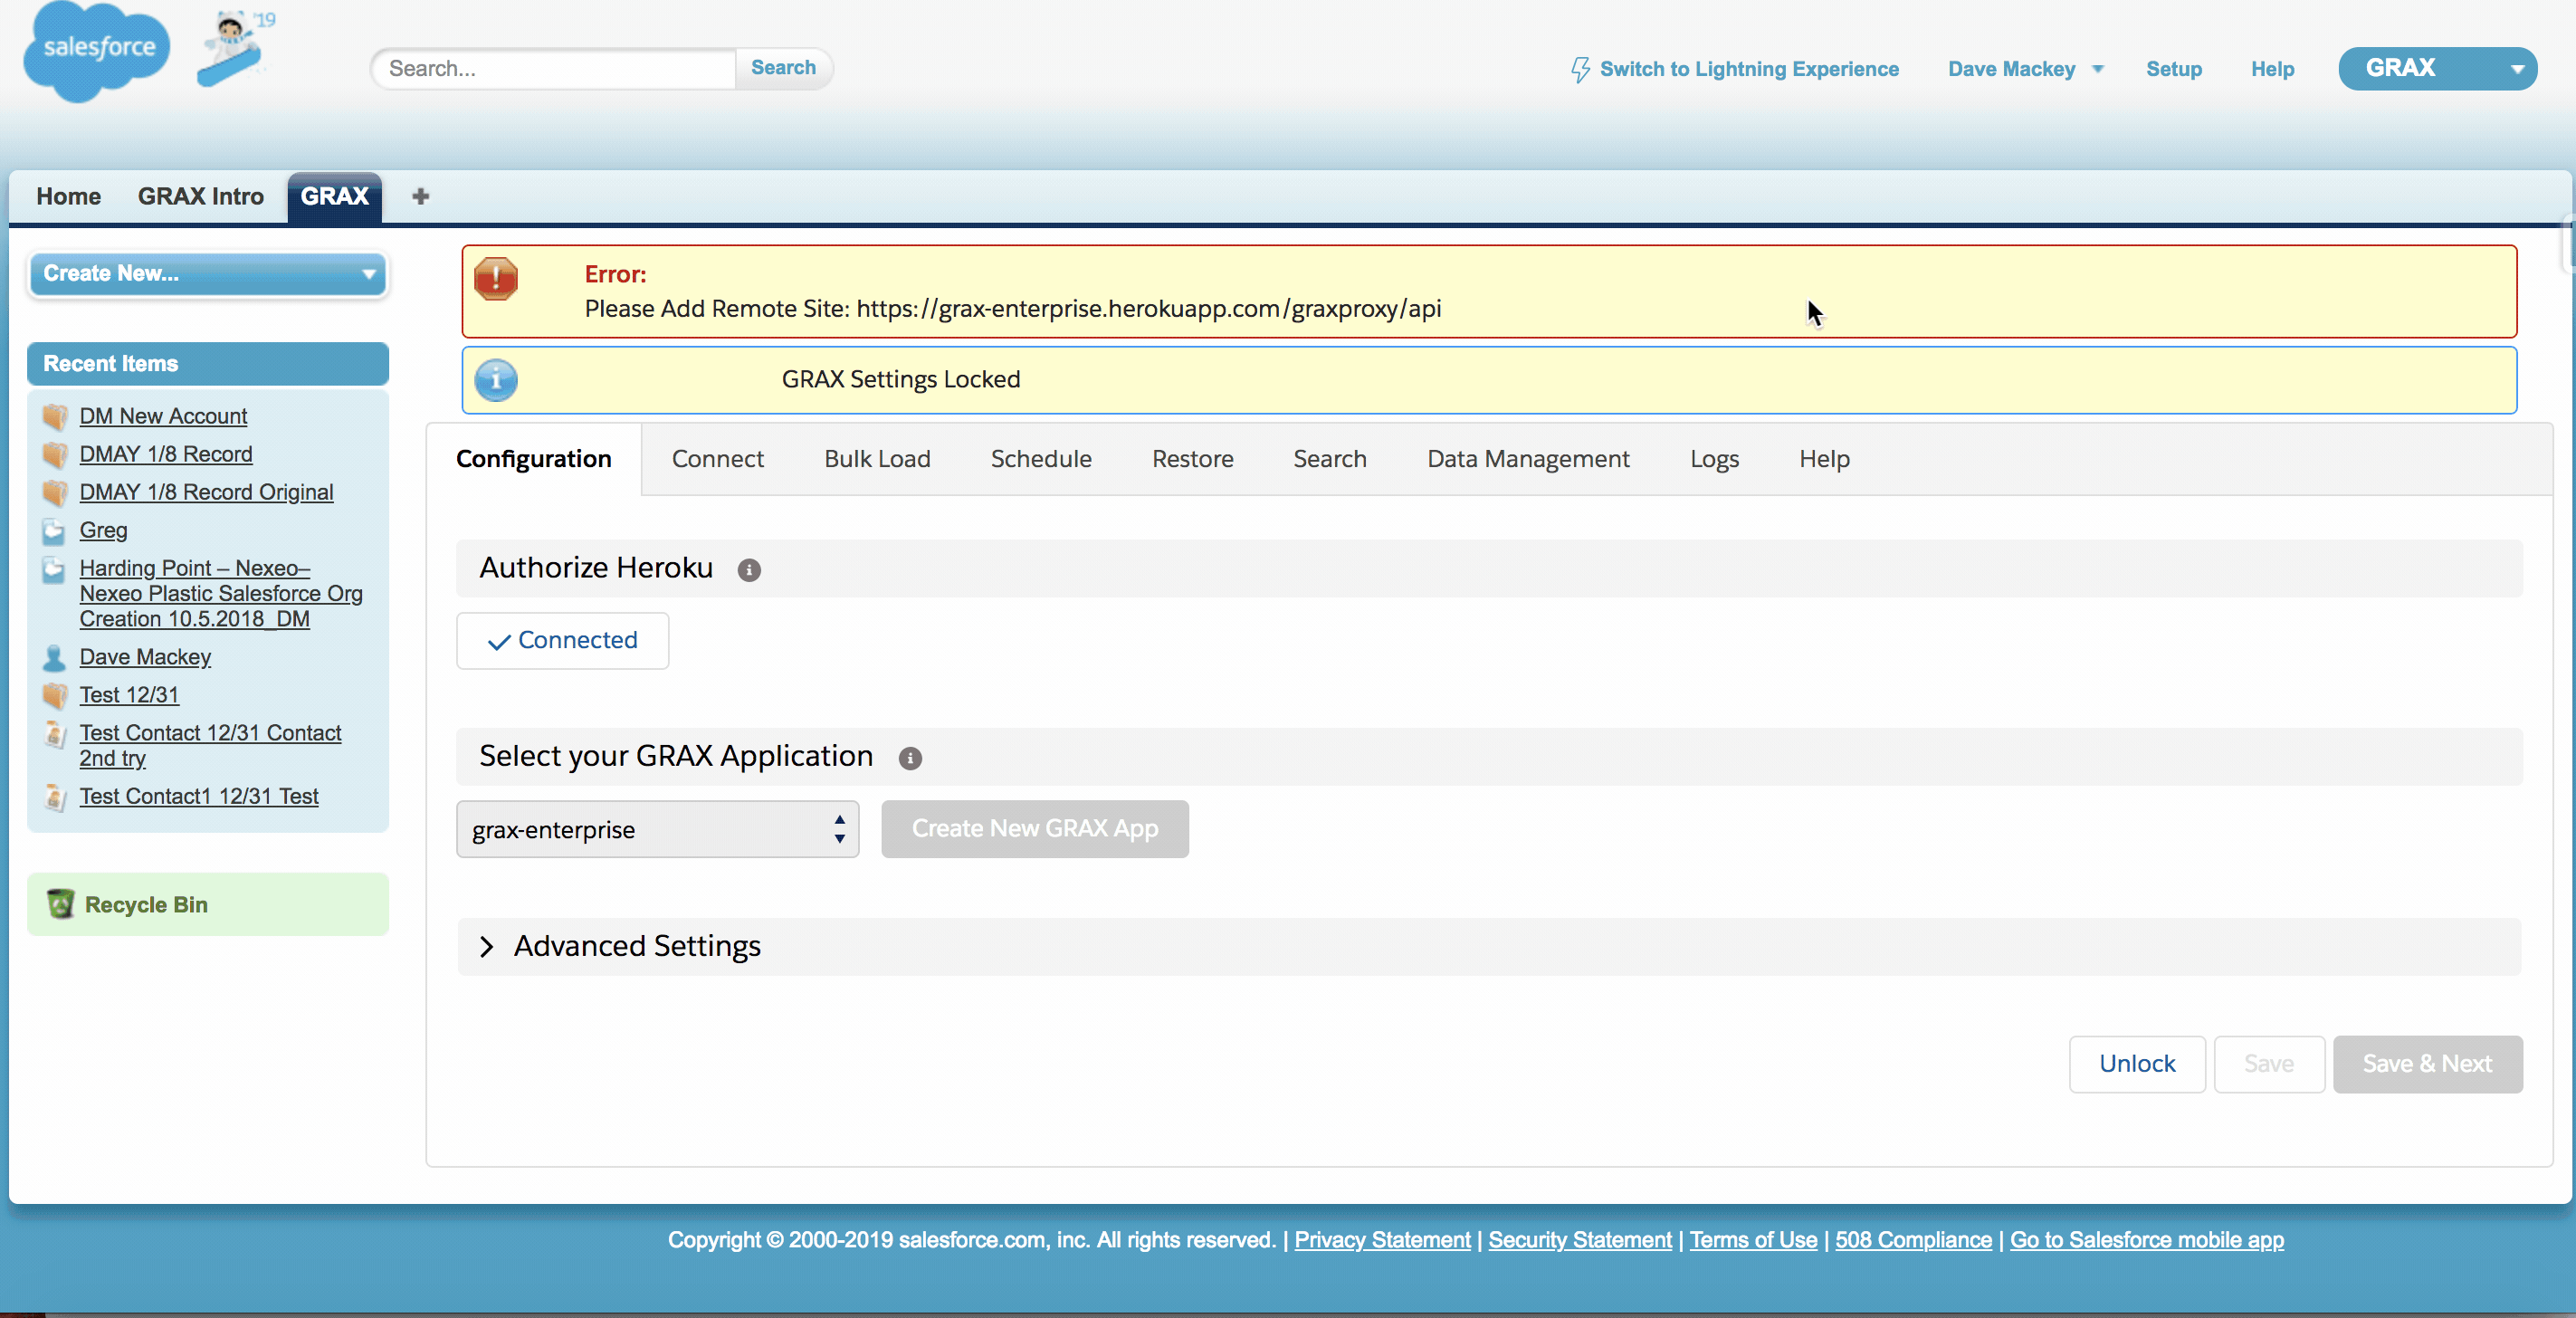 salesforce
'19
Search...
Search
Switch to Lightning Experience
Dave Mackey
Setup
Help
GRAX
Home
GRAX Intro
GRAX
Create New...
Recent Items
DM New Account
DMAY 1/8 Record
DMAY 1/8 Record Original
Greg
Harding Point – Nexeo–
Nexeo Plastic Salesforce Org
Creation 10.5.2018_DM
Dave Mackey
Test 12/31
Test Contact 12/31 Contact
2nd try
Test Contact1 12/31 Test
Recycle Bin
Error:
Please Add Remote Site: https://grax-enterprise.herokuapp.com/graxproxy/api
GRAX Settings Locked
Configuration
Connect
Bulk Load
Schedule
Restore
Search
Data Management
Logs
Help
Authorize Heroku
Connected
Select your GRAX Application
grax-enterprise
Create New GRAX App
Advanced Settings
Unlock
Save
Save & Next
Copyright © 2000-2019 salesforce.com, inc. All rights reserved. | Privacy Statement | Security Statement | Terms of Use | 508 Compliance | Go to Salesforce mobile app